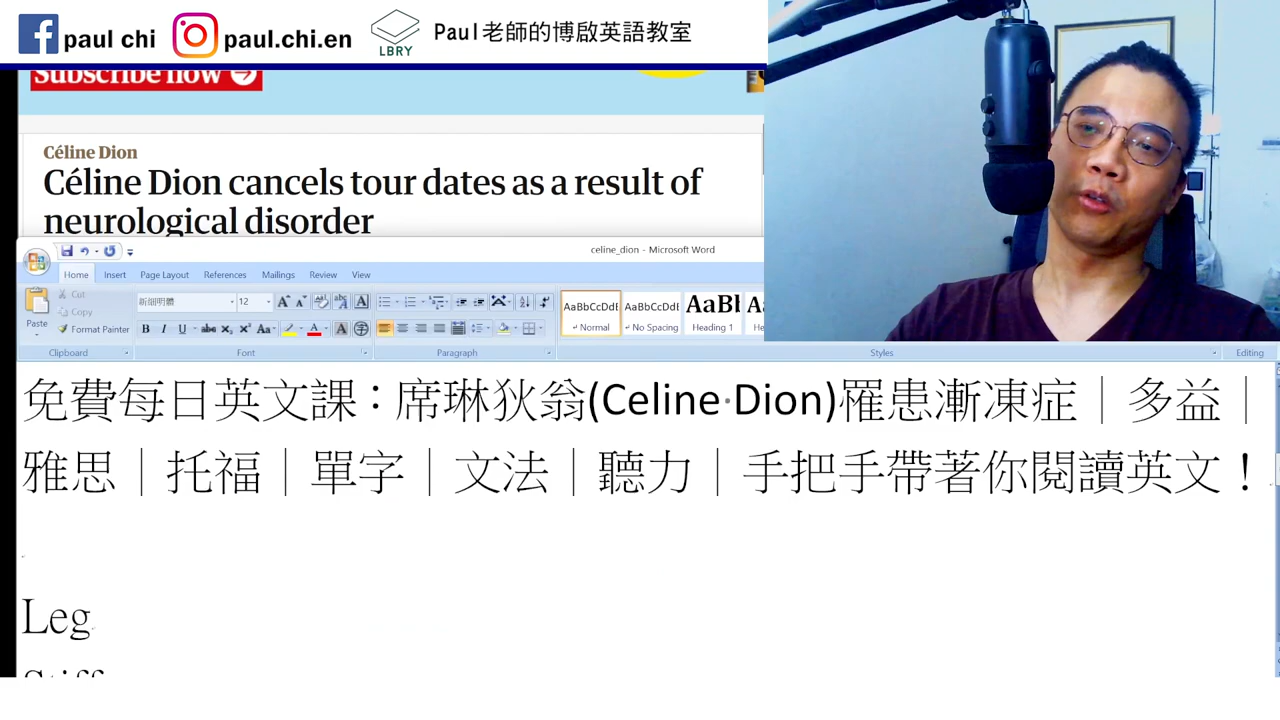 paul chi
paul.chi.en
LBRY
Paul老師的博啟英語教室
Subscribe now
Céline Dion
Céline Dion cancels tour dates as a result of
neurological disorder
celine_dion - Microsoft Word
Home Insert Page Layout References Mailings Review View
Cut
新細明體 12
Copy
Paste
Format Painter
AaBbCcDdE AaBbCcDdE AaBb
Normal No Spacing Heading 1 He
Clipboard Font Paragraph Styles Editing
免費每日英文課：席琳狄翁(Celine Dion)罹患漸凍症｜多益｜
雅思｜托福｜單字｜文法｜聽力｜手把手帶著你閱讀英文！
Leg
Stiff